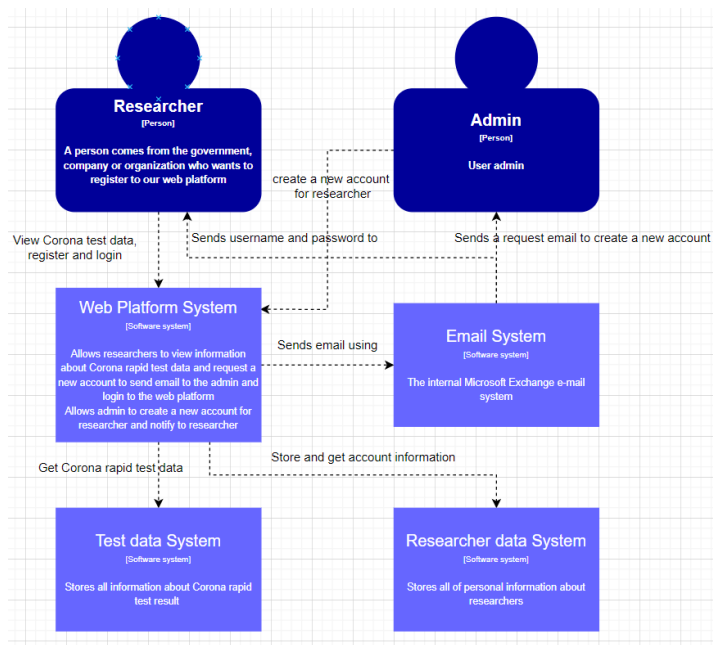 Researcher
[Person]
A person comes from the government,
company or organization who wants to
register to our web platform
Admin
[Person]
User admin
create a new account
for researcher
View Corona test data,
register and login
Sends username and password to
Sends a request email to create a new account
Web Platform System
[Software system]
Allows researchers to view information
about Corona rapid test data and request a
new account to send email to the admin and
login to the web platform
Allows admin to create a new account for
researcher and notify to researcher
Sends email using
Email System
[Software system]
The internal Microsoft Exchange e-mail
system
Get Corona rapid test data
Store and get account information
Test data System
[Software system]
Stores all information about Corona rapid
test result
Researcher data System
[Software system]
Stores all of personal information about
researchers